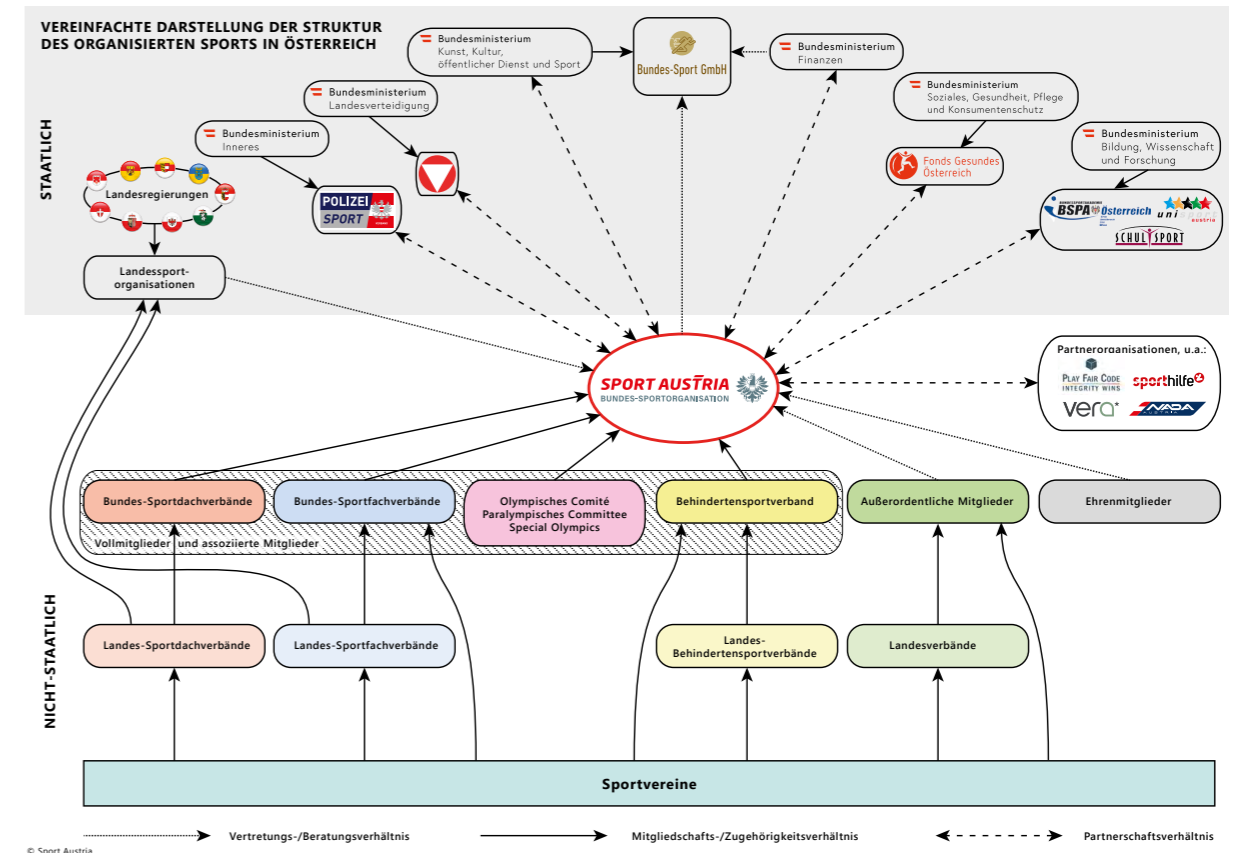 VEREINFACHTE DARSTELLUNG DER STRUKTUR
DES ORGANISIERTEN SPORTS IN ÖSTERREICH
STAATLICH
Bundesministerium
Kunst, Kultur,
öffentlicher Dienst und Sport
Bundes-Sport GmbH
Bundesministerium
Finanzen
Bundesministerium
Landesverteidigung
Bundesministerium
Soziales, Gesundheit, Pflege
und Konsumentenschutz
Bundesministerium
Inneres
Bundesministerium
Bildung, Wissenschaft
und Forschung
Landesregierungen
POLIZEI
SPORT
Fonds Gesundes
Österreich
BSPA Österreich
unisport
austria
SCHULSPORT
Landessport-
organisationen
SPORT AUSTRIA
BUNDES-SPORTORGANISATION
Partnerorganisationen, u.a.:
PLAY FAIR CODE
INTEGRITY WINS
sporthilfe
vera*
NADA
AUSTRIA
Bundes-Sportdachverbände
Bundes-Sportfachverbände
Olympisches Comité
Paralympisches Committee
Special Olympics
Behindertensportverband
Außerordentliche Mitglieder
Ehrenmitglieder
Vollmitglieder und assoziierte Mitglieder
NICHT-STAATLICH
Landes-Sportdachverbände
Landes-Sportfachverbände
Landes-
Behindertensportverbände
Landesverbände
Sportvereine
Vertretungs-/Beratungsverhältnis
Mitgliedschafts-/Zugehörigkeitsverhältnis
Partnerschaftsverhältnis
© Sport Austria